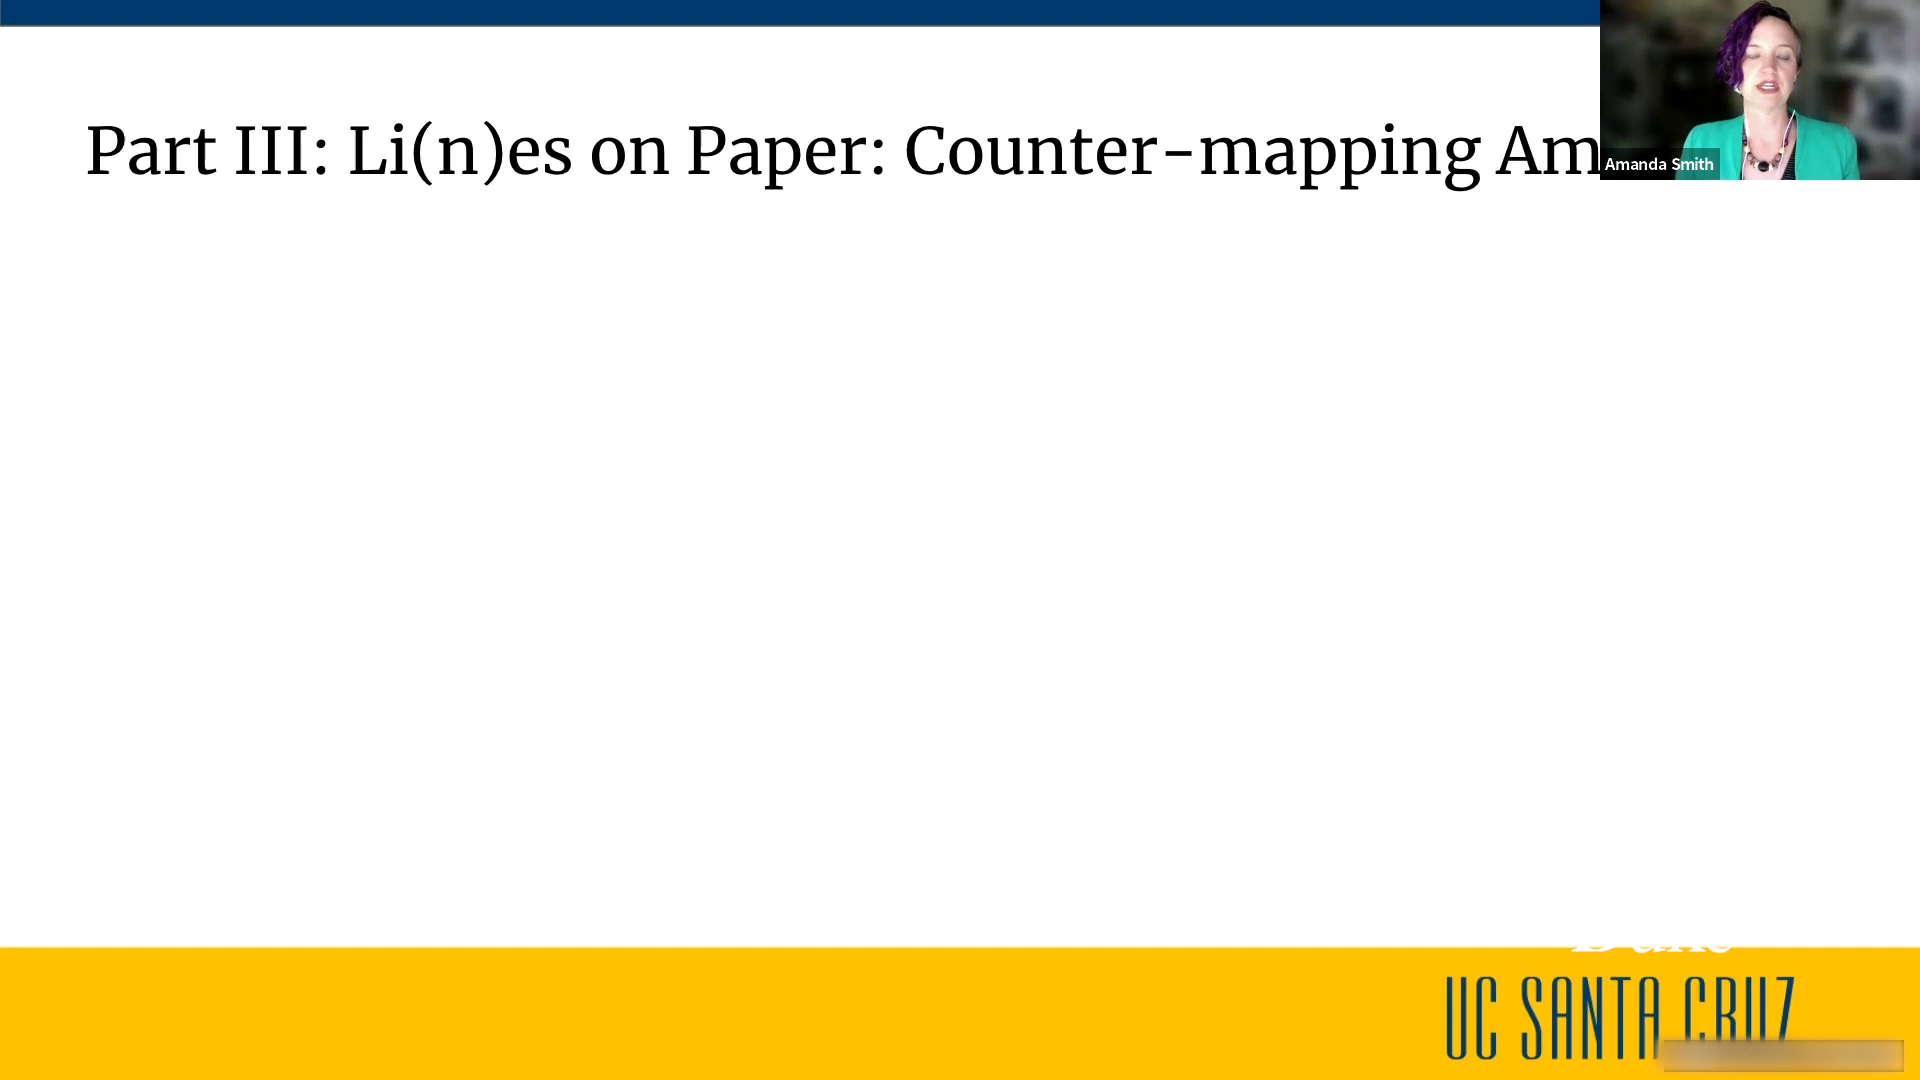 Part III: Li(n)es on Paper: Counter-mapping Am
Amanda Smith
UC SANTA CRUZ